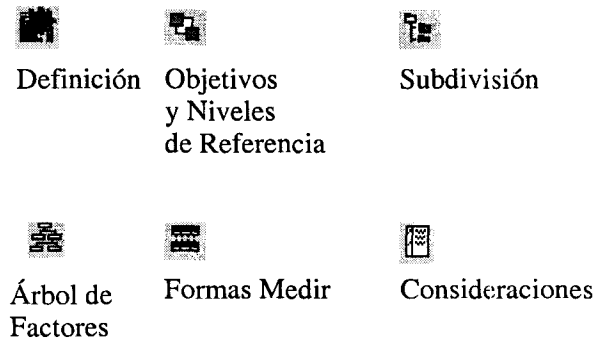 Definición
Objetivos
y Niveles
de Referencia
Subdivisión
Árbol de
Factores
Formas Medir
Consideraciones